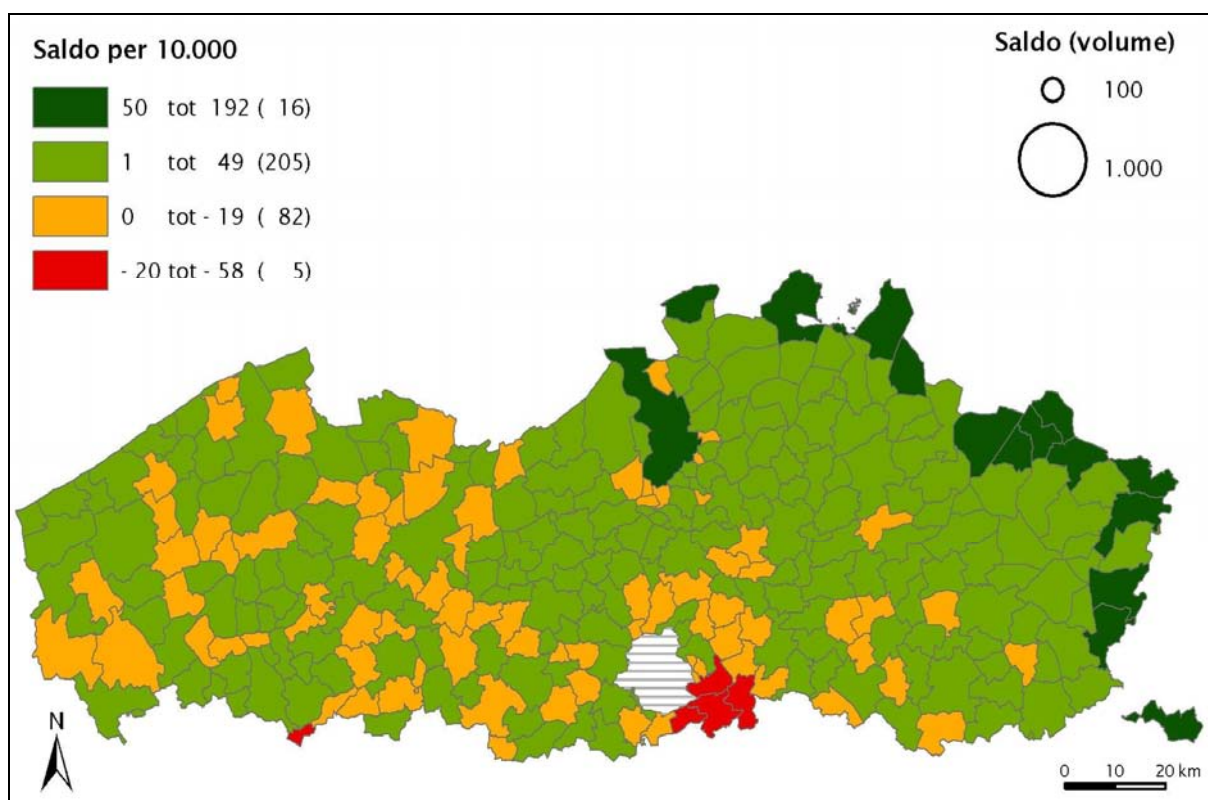 Saldo per 10.000
50 tot 192 ( 16)
1 tot 49 (205)
0 tot - 19 ( 82)
- 20 tot - 58 ( 5)
Saldo (volume)
100
1.000
N
0 10 20 km